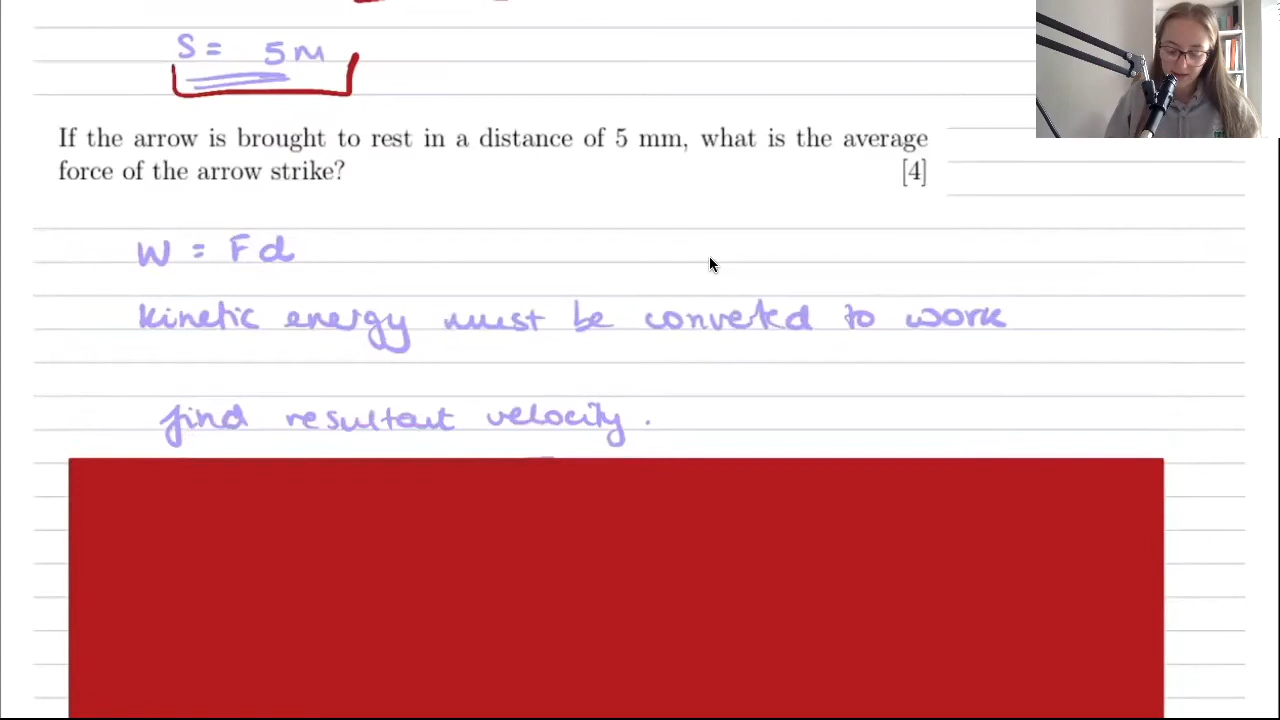 S = 5m
If the arrow is brought to rest in a distance of 5 mm, what is the average
force of the arrow strike? [4]
W = Fd
kinetic energy must be converted to work
find resultant velocity.